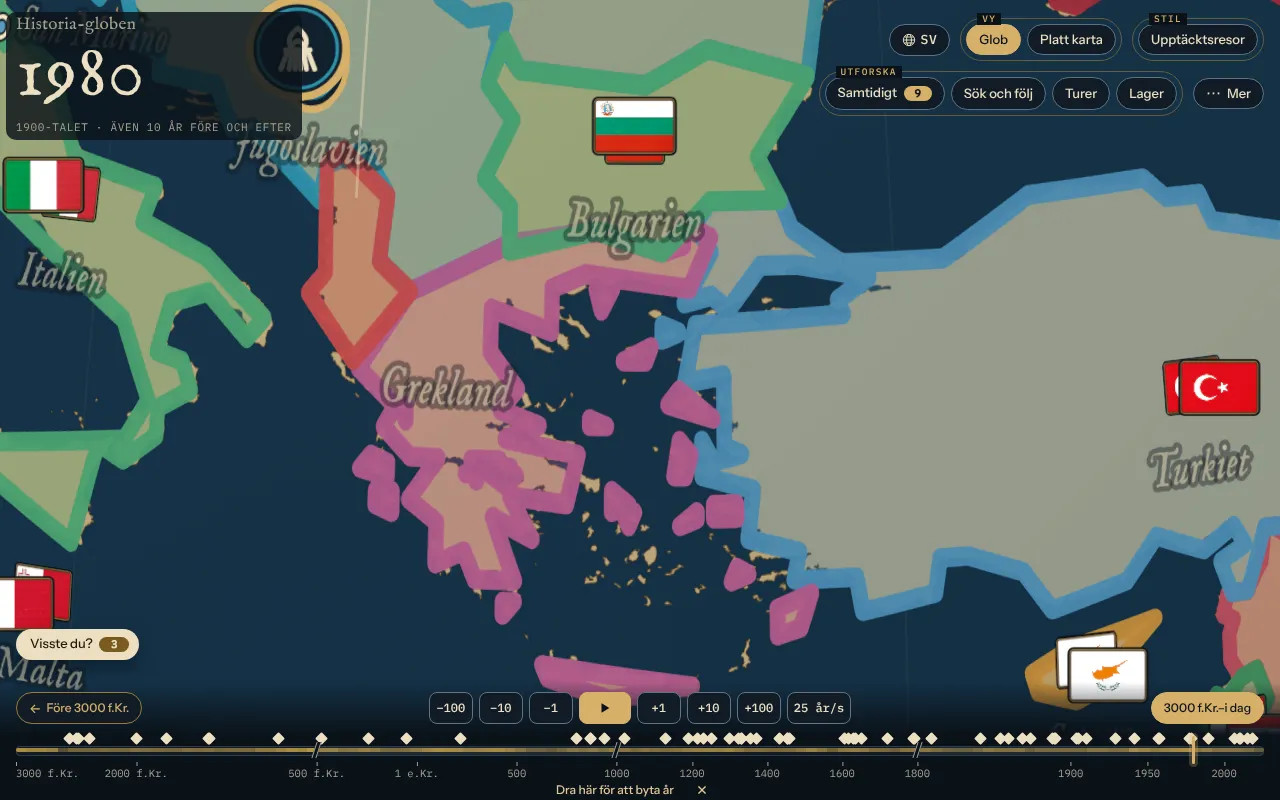 Historia-globen
San Marino
1980
1900-TALET · ÄVEN 10 ÅR FÖRE OCH EFTER
SV
VY
Glob
Platt karta
STIL
Upptäcktsresor
UTFORSKA
Samtidigt 9
Sök och följ
Turer
Lager
··· Mer
Jugoslavien
Bulgarien
Italien
Grekland
Turkiet
Malta
Visste du? 3
← Före 3000 f.Kr.
−100
−10
−1
+1
+10
+100
25 år/s
3000 f.Kr.–i dag
3000 f.Kr.
2000 f.Kr.
500 f.Kr.
1 e.Kr.
500
1000
1200
1400
1600
1800
1900
1950
2000
Dra här för att byta år ✕